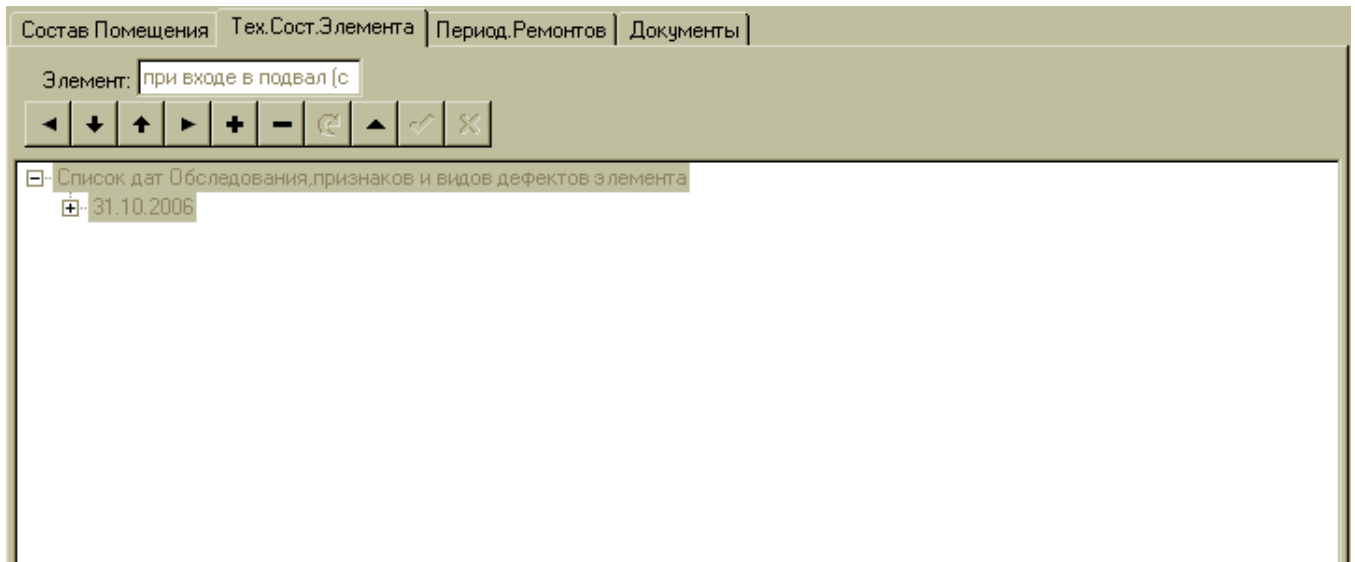 Состав Помещения Тех.Сост.Элемента Период.Ремонтов Документы
Элемент: при входе в подвал (с
Список дат Обследования,признаков и видов дефектов элемента
31.10.2006